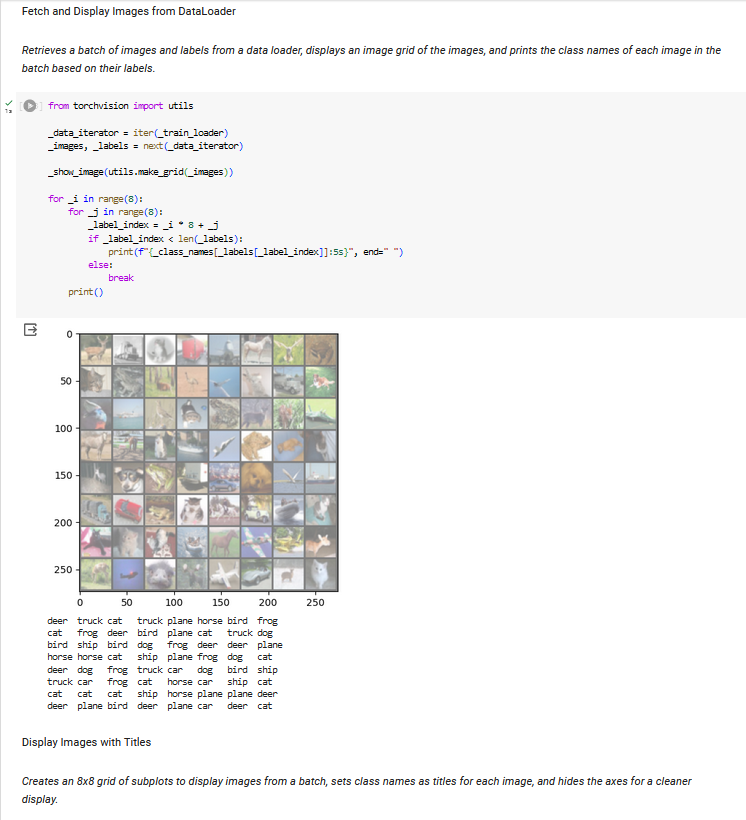 Fetch and Display Images from DataLoader
Retrieves a batch of images and labels from a data loader, displays an image grid of the images, and prints the class names of each image in the
batch based on their labels.
1s
from torchvision import utils
_data_iterator = iter(_train_loader)
_images, _labels = next(_data_iterator)
_show_image(utils.make_grid(_images))
for _i in range(8):
    for _j in range(8):
        _label_index = _i * 8 + _j
        if _label_index < len(_labels):
            print(f"{_class_names[_labels[_label_index]]:5s}", end=" ")
        else:
            break
    print()
0
50
100
150
200
250
0 50 100 150 200 250
deer  truck cat   truck plane horse bird  frog
cat   frog  deer  bird  plane cat   truck dog
bird  ship  bird  dog   frog  deer  deer  plane
horse horse cat   ship  plane frog  dog   cat
deer  dog   frog  truck car   dog   bird  ship
truck car   frog  cat   horse car   ship  cat
cat   cat   cat   ship  horse plane plane deer
deer  plane bird  deer  plane car   deer  cat
Display Images with Titles
Creates an 8x8 grid of subplots to display images from a batch, sets class names as titles for each image, and hides the axes for a cleaner
display.